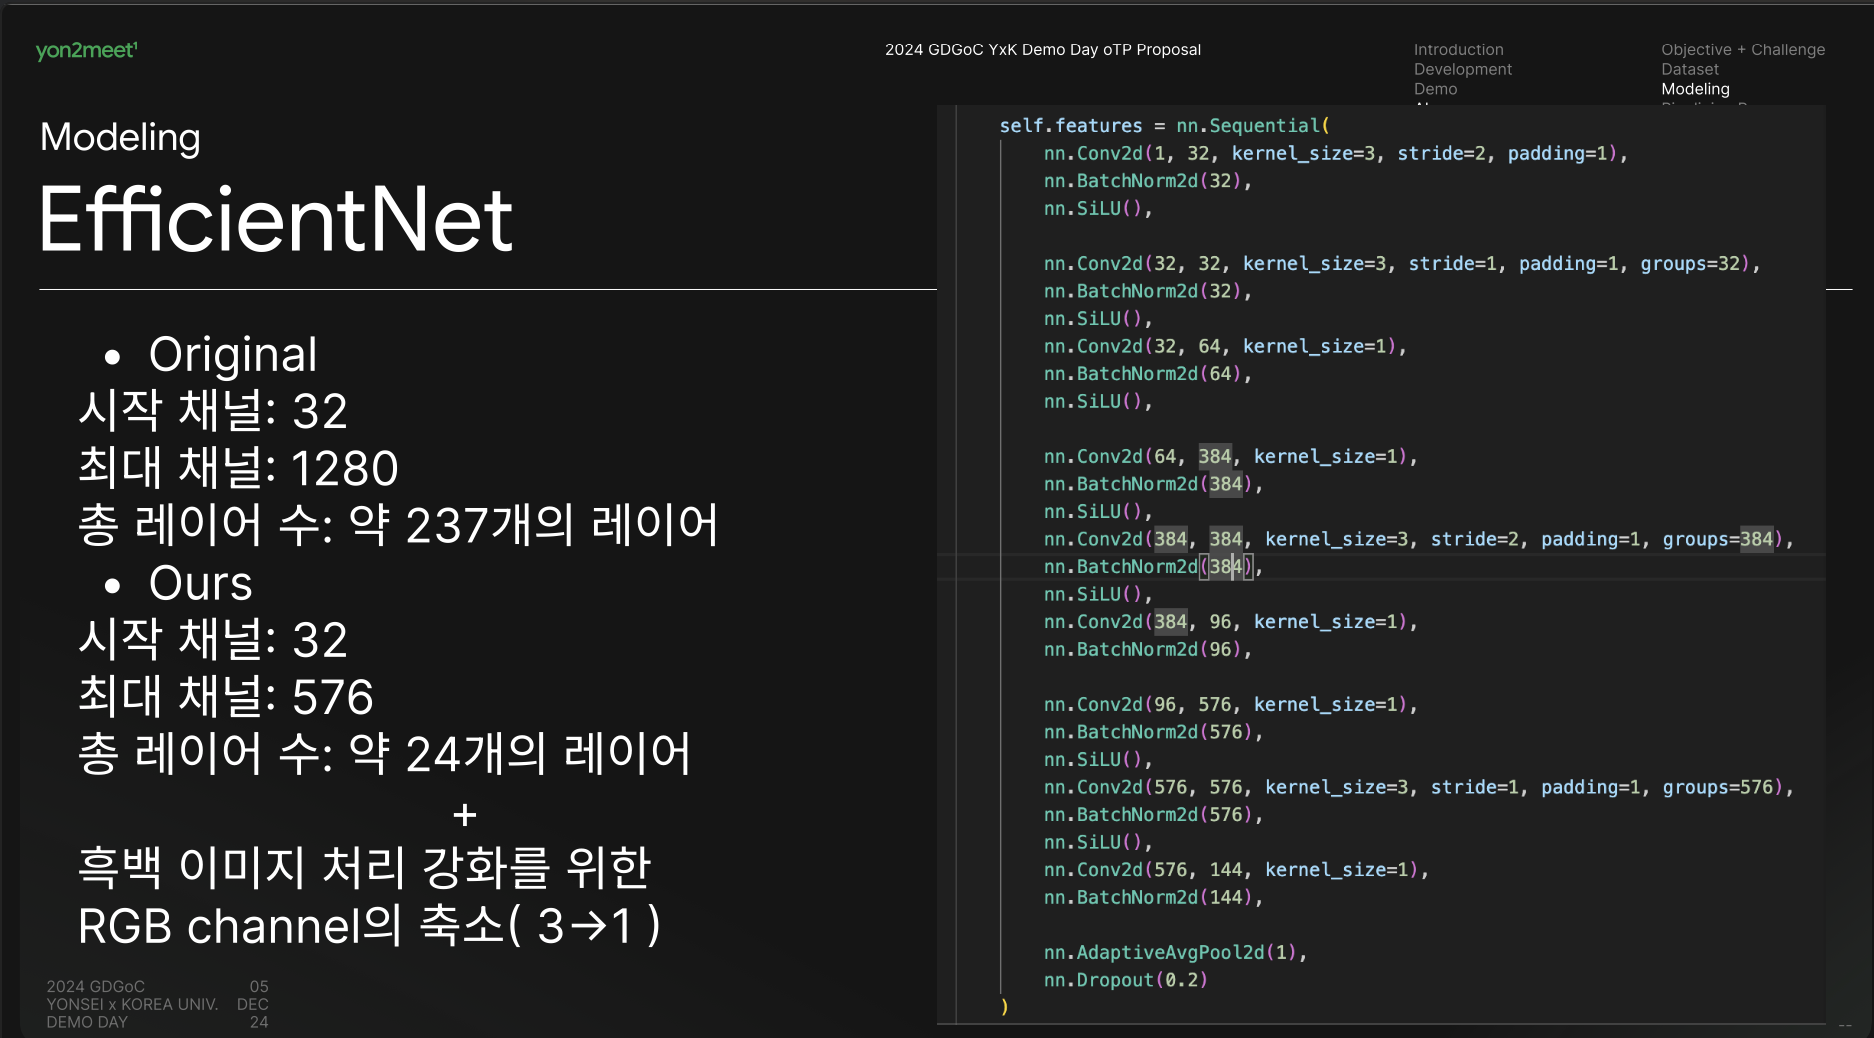 yon2meet¹
2024 GDGoC YxK Demo Day oTP Proposal
Introduction
Development
Demo
Objective + Challenge
Dataset
Modeling
Modeling
EfficientNet
• Original
시작 채널: 32
최대 채널: 1280
총 레이어 수: 약 237개의 레이어
• Ours
시작 채널: 32
최대 채널: 576
총 레이어 수: 약 24개의 레이어
+
흑백 이미지 처리 강화를 위한
RGB channel의 축소( 3→1 )
self.features = nn.Sequential(
nn.Conv2d(1, 32, kernel_size=3, stride=2, padding=1),
nn.BatchNorm2d(32),
nn.SiLU(),
nn.Conv2d(32, 32, kernel_size=3, stride=1, padding=1, groups=32),
nn.BatchNorm2d(32),
nn.SiLU(),
nn.Conv2d(32, 64, kernel_size=1),
nn.BatchNorm2d(64),
nn.SiLU(),
nn.Conv2d(64, 384, kernel_size=1),
nn.BatchNorm2d(384),
nn.SiLU(),
nn.Conv2d(384, 384, kernel_size=3, stride=2, padding=1, groups=384),
nn.BatchNorm2d(384),
nn.SiLU(),
nn.Conv2d(384, 96, kernel_size=1),
nn.BatchNorm2d(96),
nn.Conv2d(96, 576, kernel_size=1),
nn.BatchNorm2d(576),
nn.SiLU(),
nn.Conv2d(576, 576, kernel_size=3, stride=1, padding=1, groups=576),
nn.BatchNorm2d(576),
nn.SiLU(),
nn.Conv2d(576, 144, kernel_size=1),
nn.BatchNorm2d(144),
nn.AdaptiveAvgPool2d(1),
nn.Dropout(0.2)
)
2024 GDGoC 05
YONSEI x KOREA UNIV. DEC
DEMO DAY 24